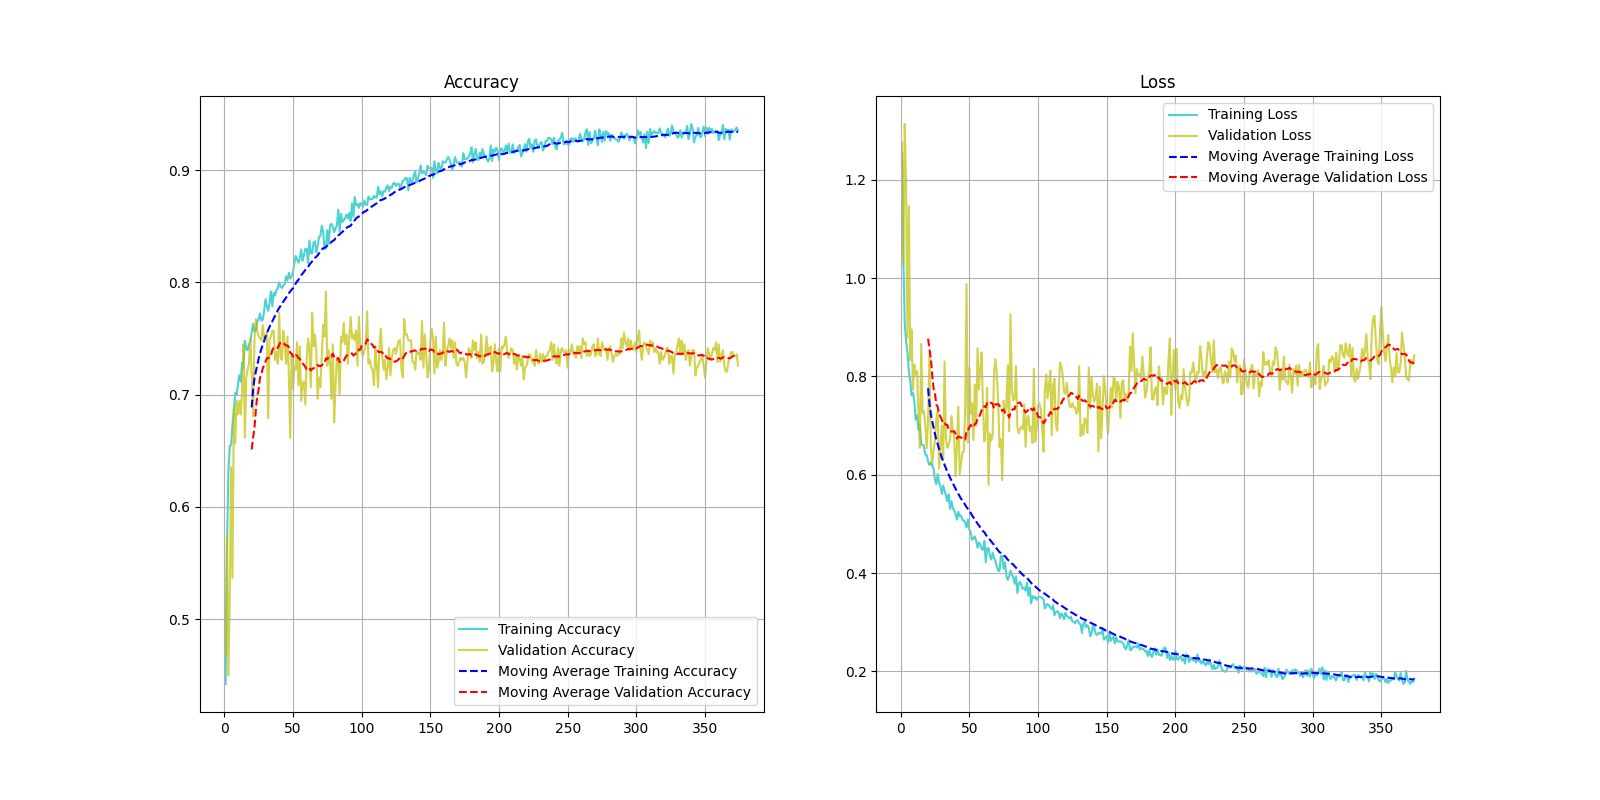 Accuracy
0.9
0.8
0.7
0.6
0.5
0 50 100 150 200 250 300 350
Training Accuracy
Validation Accuracy
Moving Average Training Accuracy
Moving Average Validation Accuracy
Loss
1.2
1.0
0.8
0.6
0.4
0.2
0 50 100 150 200 250 300 350
Training Loss
Validation Loss
Moving Average Training Loss
Moving Average Validation Loss